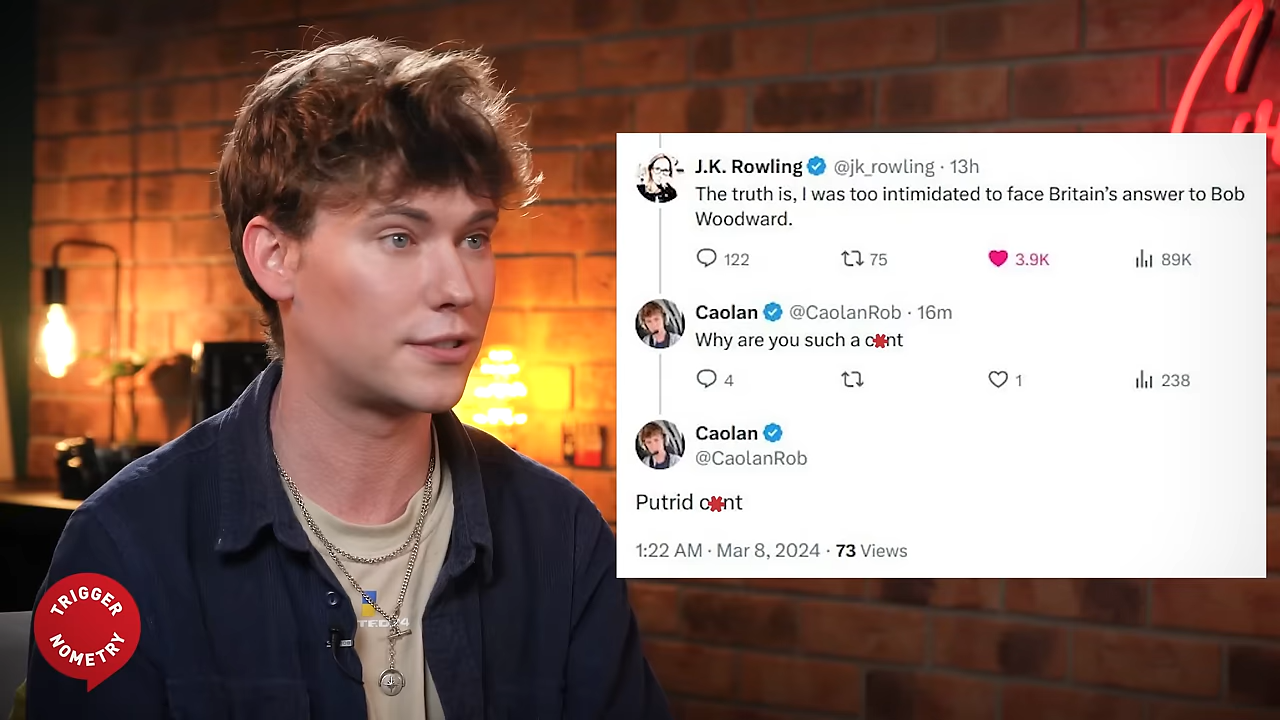 J.K. Rowling @jk_rowling · 13h
The truth is, I was too intimidated to face Britain's answer to Bob
Woodward.
122 75 3.9K 89K
Caolan @CaolanRob · 16m
Why are you such a c✖nt
4 1 238
Caolan
@CaolanRob
Putrid c✖nt
1:22 AM · Mar 8, 2024 · 73 Views
TRIGGER
NOMETRY